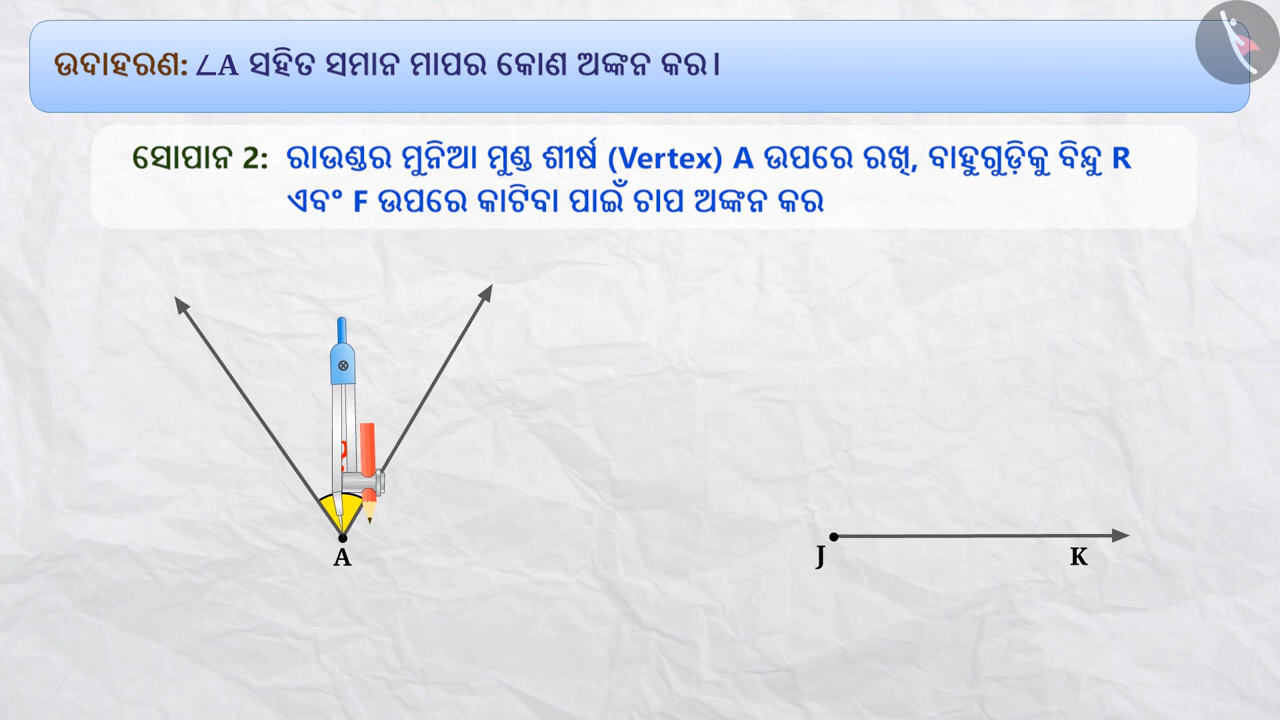 ଉଦାହରଣ: ∠A ସହିତ ସମାନ ମାପର କୋଣ ଅଙ୍କନ କର।
ସୋପାନ 2: ରାଉଣ୍ଡର ମୁନିଆ ମୁଣ୍ଡ ଶୀର୍ଷ (Vertex) A ଉପରେ ରଖି, ବାହୁଗୁଡ଼ିକୁ ବିନ୍ଦୁ R
ଏବଂ F ଉପରେ କାଟିବା ପାଇଁ ଚାପ ଅଙ୍କନ କର
A
J
K